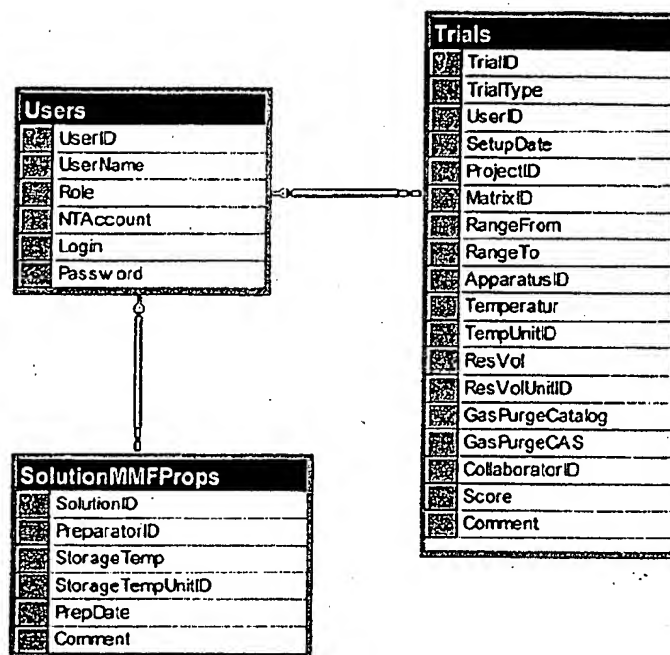 Users
UserID
UserName
Role
NTAccount
Login
Password
SolutionMMFProps
SolutionID
PreparatorID
StorageTemp
StorageTempUnitID
PrepDate
Comment
Trials
TrialID
TrialType
UserID
SetupDate
ProjectID
MatrixID
RangeFrom
RangeTo
ApparatusID
Temperatur
TempUnitID
ResVol
ResVolUnitID
GasPurgeCatalog
GasPurgeCAS
CollaboratorID
Score
Comment